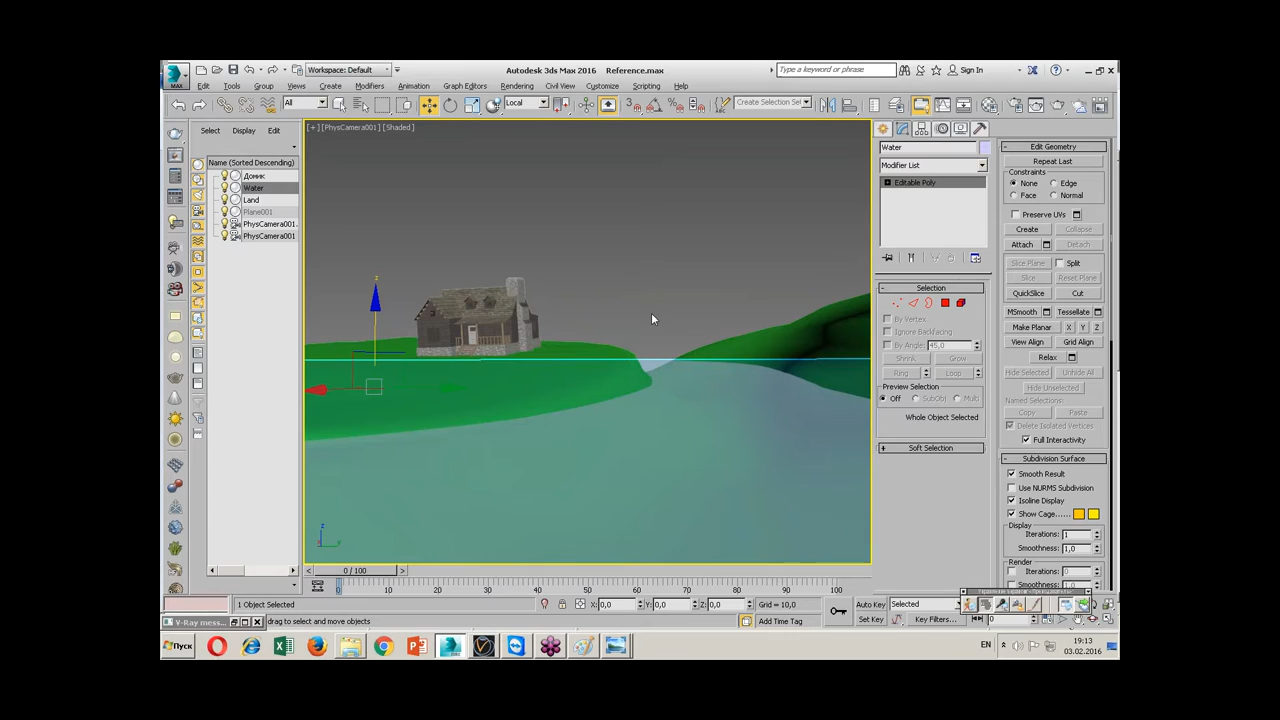 Autodesk 3ds Max 2016 Reference.max
Workspace: Default
Type a keyword or phrase
Sign In
MAX
Edit Tools Group Views Create Modifiers Animation Graph Editors Rendering Civil View Customize Scripting Help
All
Local
Create Selection Se
Select Display Edit
Name (Sorted Descending)
Домик
Water
Land
Plane001
PhysCamera001.
PhysCamera001
[+] [PhysCamera001] [Shaded]
Water
Modifier List
Editable Poly
Selection
By Vertex
Ignore Backfacing
By Angle: 45,0
Shrink Grow
Ring Loop
Preview Selection
Off SubObj Multi
Whole Object Selected
Soft Selection
Edit Geometry
Repeat Last
Constraints
None Edge
Face Normal
Preserve UVs
Create Collapse
Attach Detach
Slice Plane Split
Slice Reset Plane
QuickSlice Cut
MSmooth Tessellate
Make Planar X Y Z
View Align Grid Align
Relax
Hide Selected Unhide All
Hide Unselected
Named Selections:
Copy Paste
Delete Isolated Vertices
Full Interactivity
Subdivision Surface
Smooth Result
Use NURMS Subdivision
Isoline Display
Show Cage......
Display
Iterations: 1
Smoothness: 1,0
Render
Iterations: 0
Smoothness: 1,0
0 / 100
0 10 20 30 40 50 60 70 80 90 100
1 Object Selected
X: 0,0 Y: 0,0 Z: 0,0 Grid = 10,0
Auto Key Selected
V-Ray mess...
drag to select and move objects
Add Time Tag
Set Key Key Filters...
0
Пуск
EN
19:13
03.02.2016